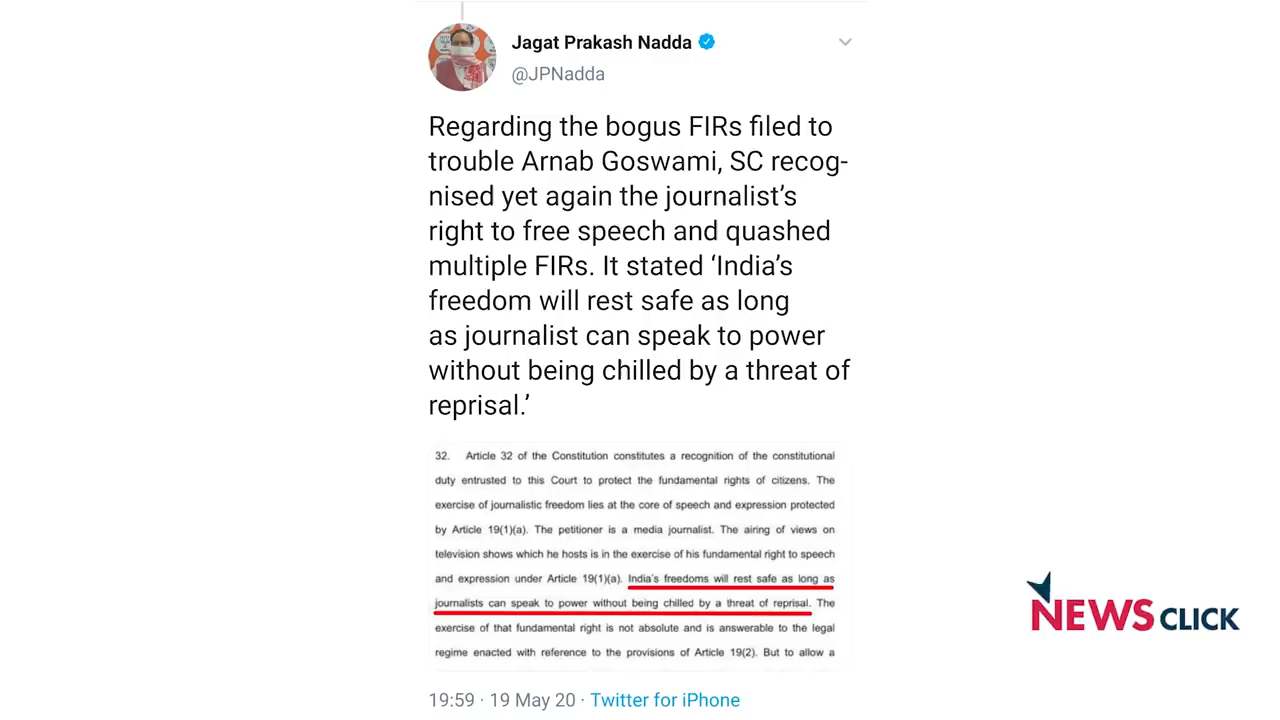 Jagat Prakash Nadda
@JPNadda
Regarding the bogus FIRs filed to
trouble Arnab Goswami, SC recog-
nised yet again the journalist's
right to free speech and quashed
multiple FIRs. It stated ‘India's
freedom will rest safe as long
as journalist can speak to power
without being chilled by a threat of
reprisal.’
32. Article 32 of the Constitution constitutes a recognition of the constitutional
duty entrusted to this Court to protect the fundamental rights of citizens. The
exercise of journalistic freedom lies at the core of speech and expression protected
by Article 19(1)(a). The petitioner is a media journalist. The airing of views on
television shows which he hosts is in the exercise of his fundamental right to speech
and expression under Article 19(1)(a). India's freedoms will rest safe as long as
journalists can speak to power without being chilled by a threat of reprisal. The
exercise of that fundamental right is not absolute and is answerable to the legal
regime enacted with reference to the provisions of Article 19(2). But to allow a
19:59 · 19 May 20 · Twitter for iPhone
NEWSCLICK